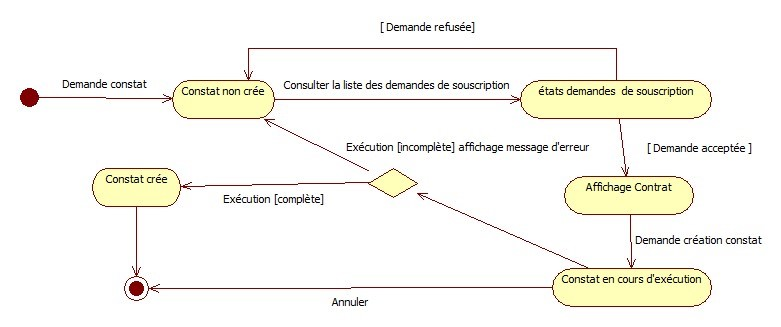 [ Demande refusée]
Demande constat
Constat non crée
Consulter la liste des demandes de souscription
états demandes  de souscription
Exécution [incomplète] affichage message d'erreur
[ Demande acceptée ]
Constat crée
Exécution [complète]
Affichage Contrat
Demande création constat
Constat en cours d'exécution
Annuler